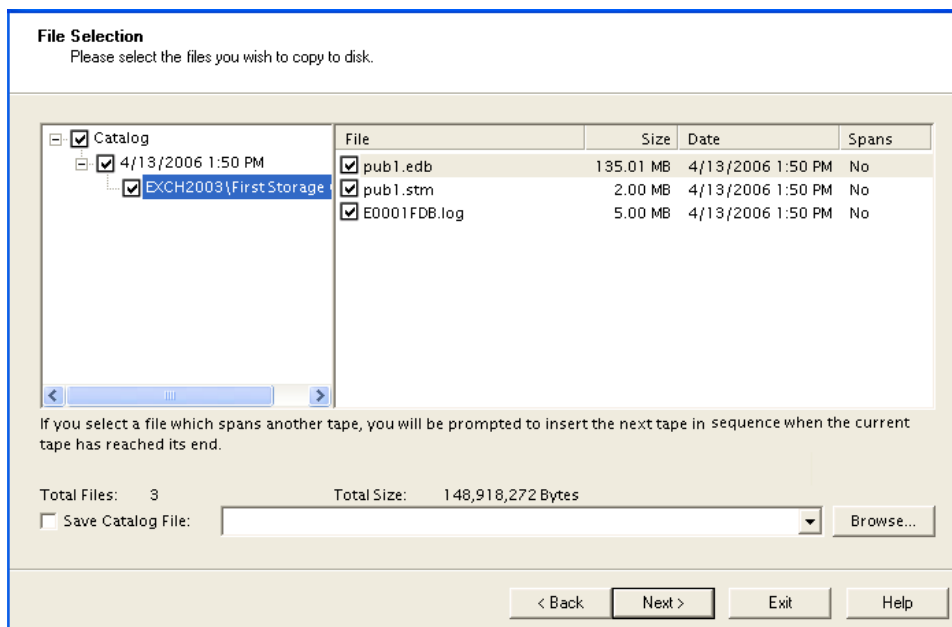 File Selection
Please select the files you wish to copy to disk.
Catalog
4/13/2006 1:50 PM
EXCH2003\First Storage
File Size Date Spans
pub1.edb 135.01 MB 4/13/2006 1:50 PM No
pub1.stm 2.00 MB 4/13/2006 1:50 PM No
E0001FDB.log 5.00 MB 4/13/2006 1:50 PM No
If you select a file which spans another tape, you will be prompted to insert the next tape in sequence when the current
tape has reached its end.
Total Files: 3 Total Size: 148,918,272 Bytes
Save Catalog File: Browse...
< Back Next > Exit Help